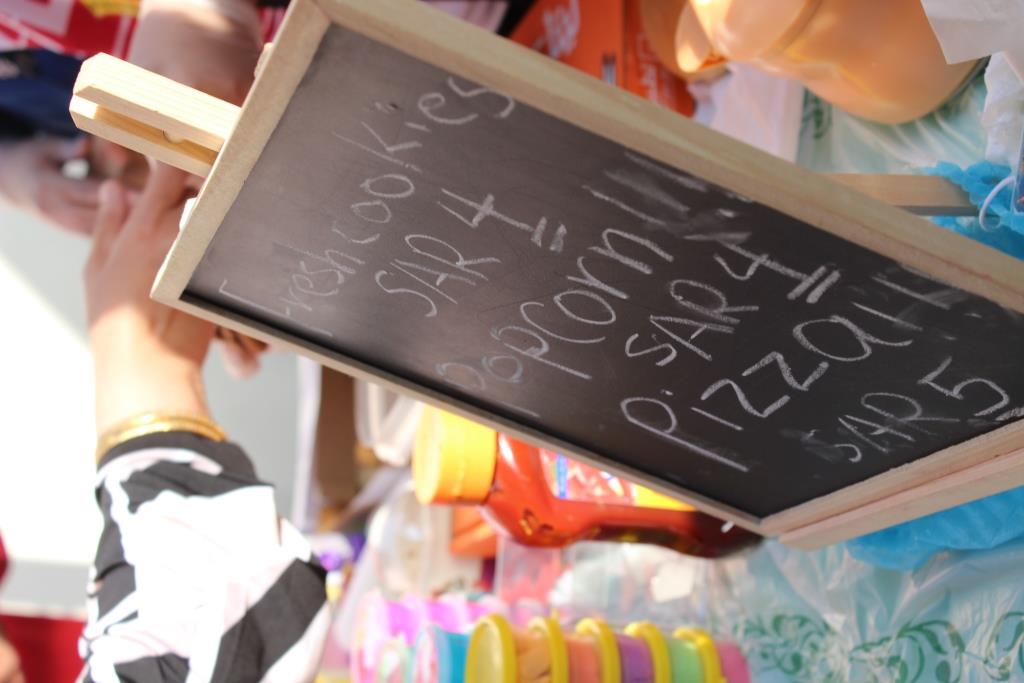 Fresh cookies
SAR 4 =
Popcorn !!
SAR 4 =
Pizza !!
SAR 5